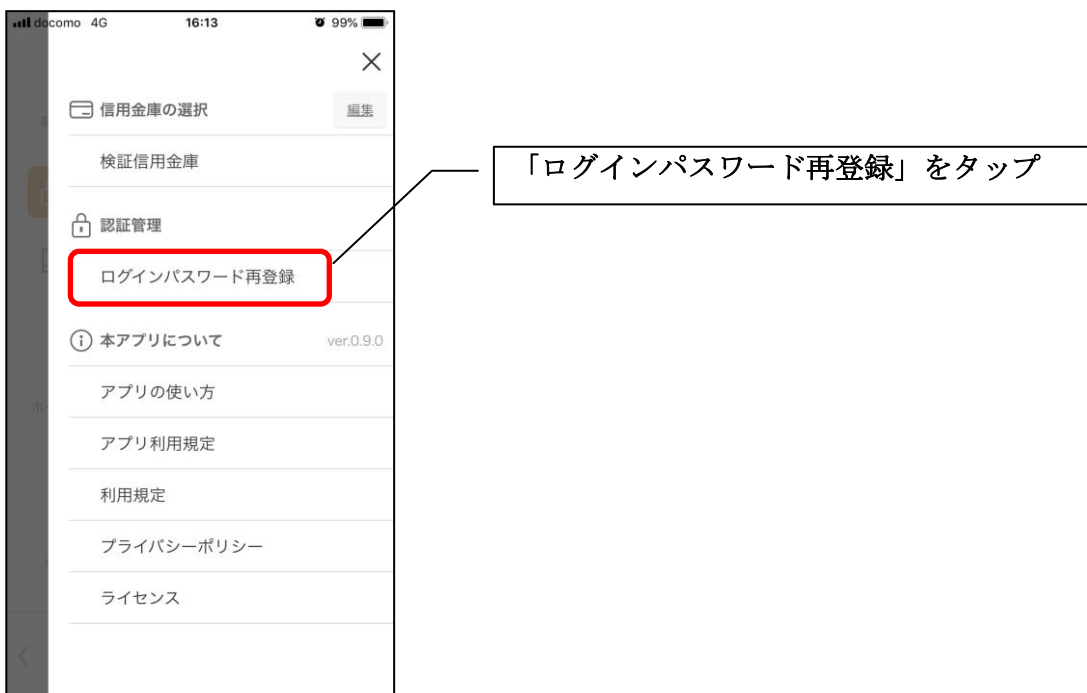 docomo 4G 16:13 99%
信用金庫の選択 編集
検証信用金庫
認証管理
ログインパスワード再登録
本アプリについて ver.0.9.0
アプリの使い方
アプリ利用規定
利用規定
プライバシーポリシー
ライセンス
「ログインパスワード再登録」をタップ